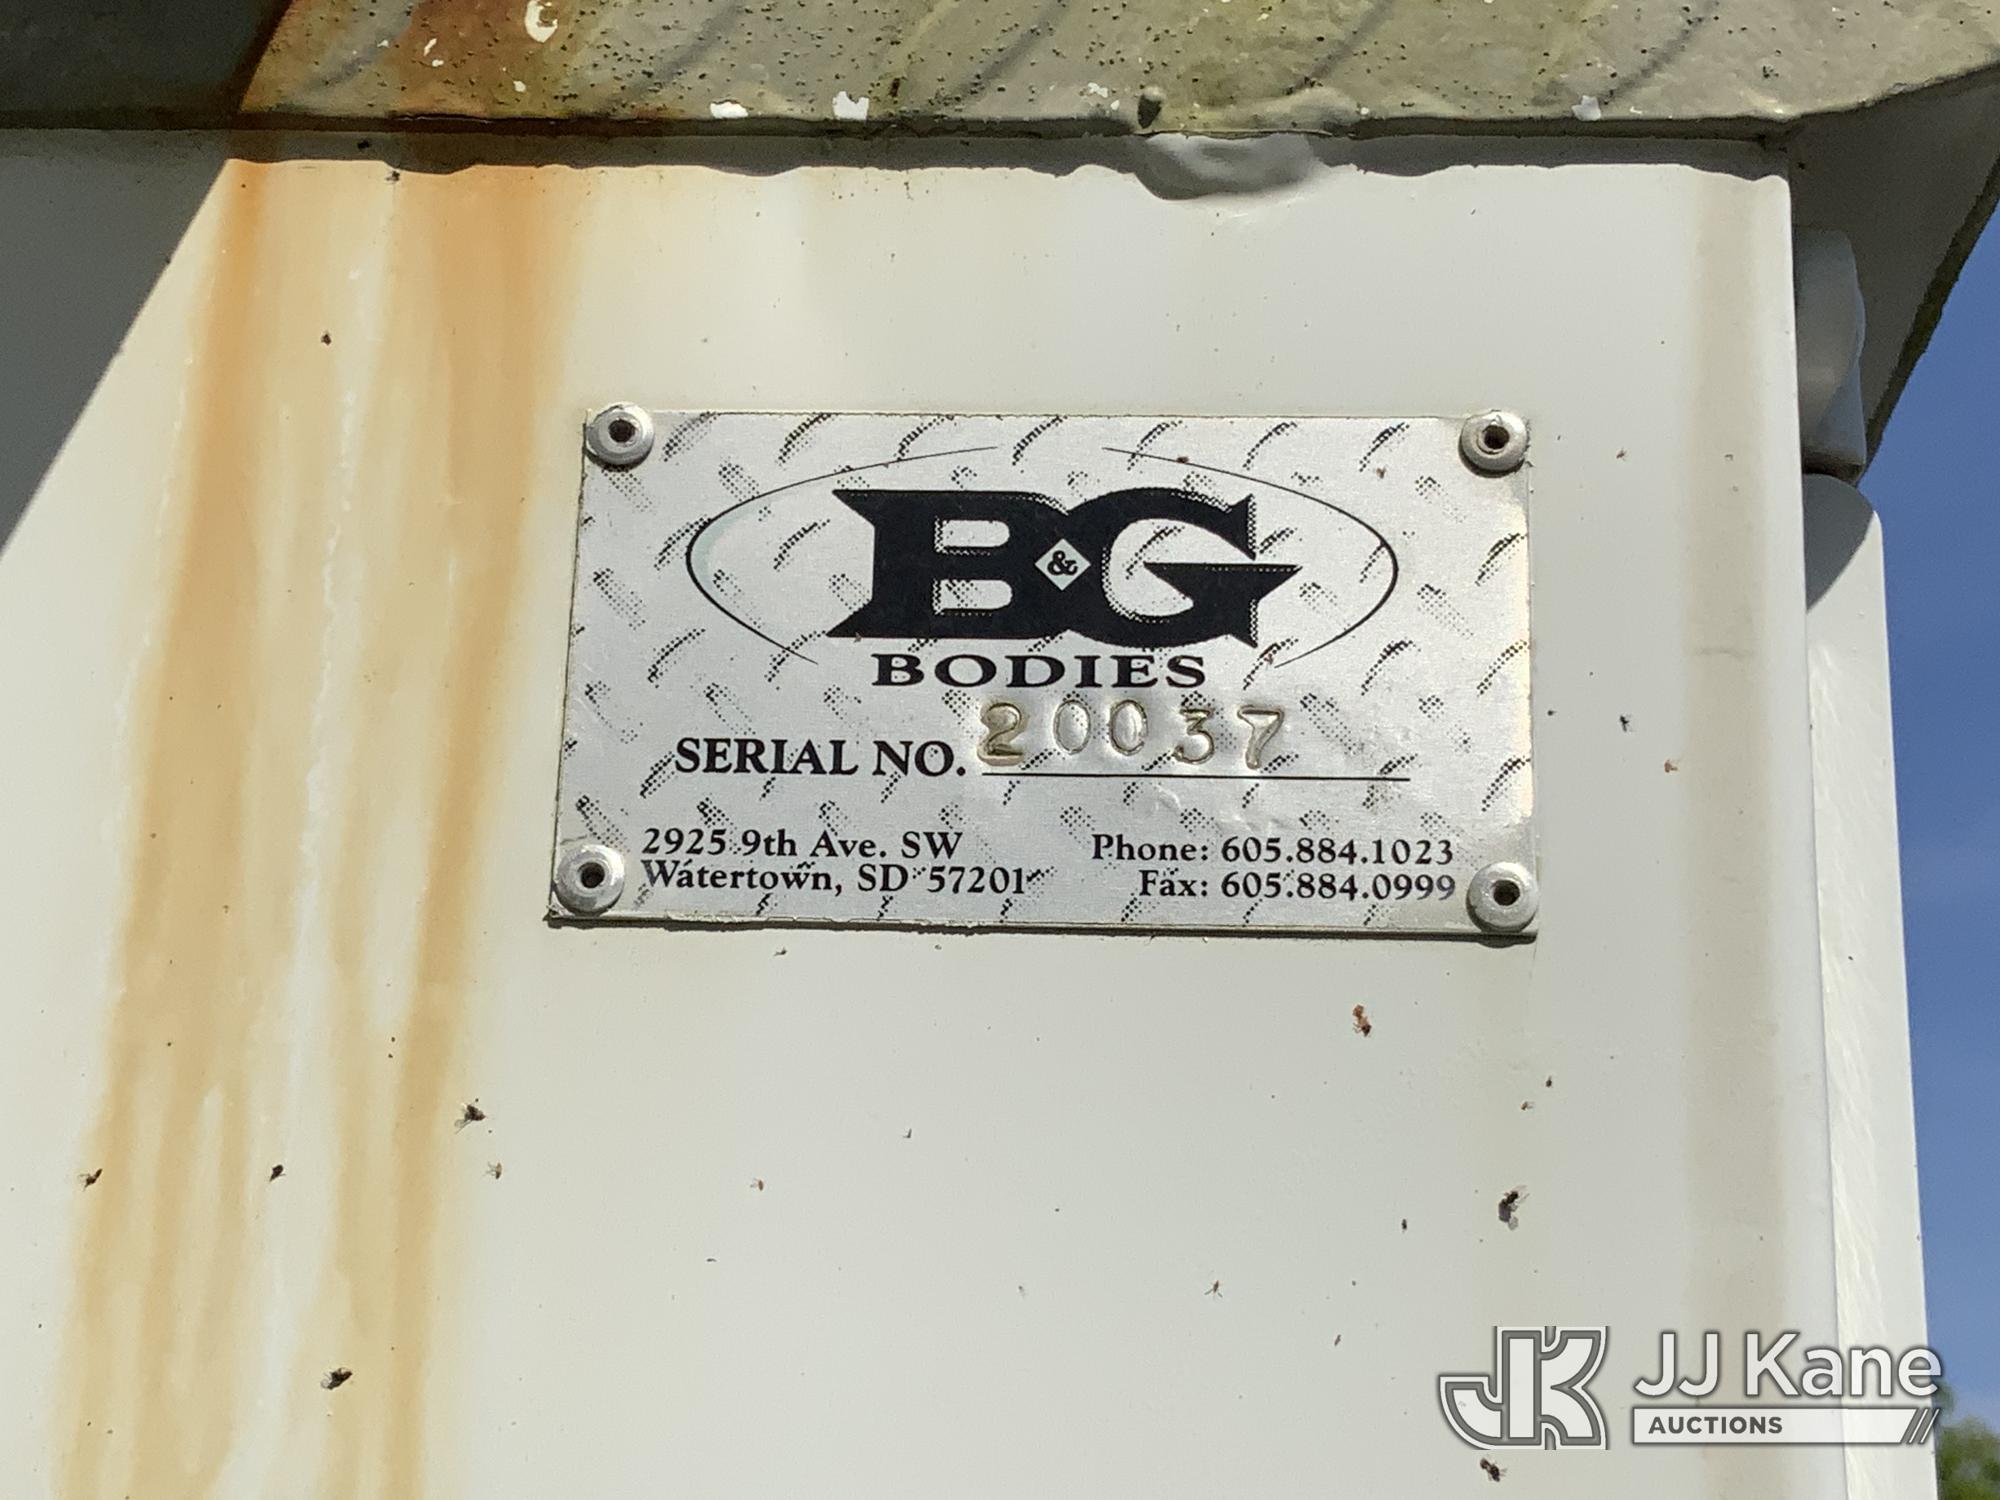 B&G
BODIES
SERIAL NO. 20037
2925 9th Ave. SW
Watertown, SD 57201
Phone: 605.884.1023
Fax: 605.884.0999
JK JJ Kane
AUCTIONS